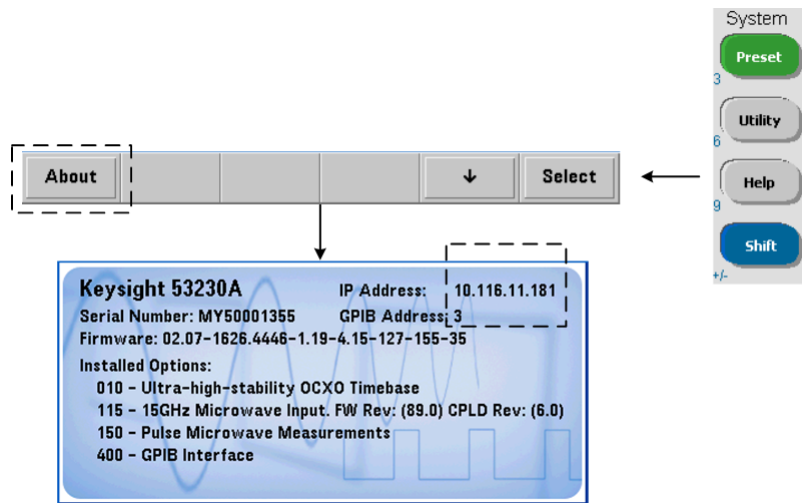 System
Preset
3
Utility
6
Help
9
Shift
+/-
About ↓ Select
Keysight 53230A IP Address: 10.116.11.181
Serial Number: MY50001355 GPIB Address: 3
Firmware: 02.07-1626.4446-1.19-4.15-127-155-35
Installed Options:
010 - Ultra-high-stability OCXO Timebase
115 - 15GHz Microwave Input. FW Rev: (89.0) CPLD Rev: (6.0)
150 - Pulse Microwave Measurements
400 - GPIB Interface